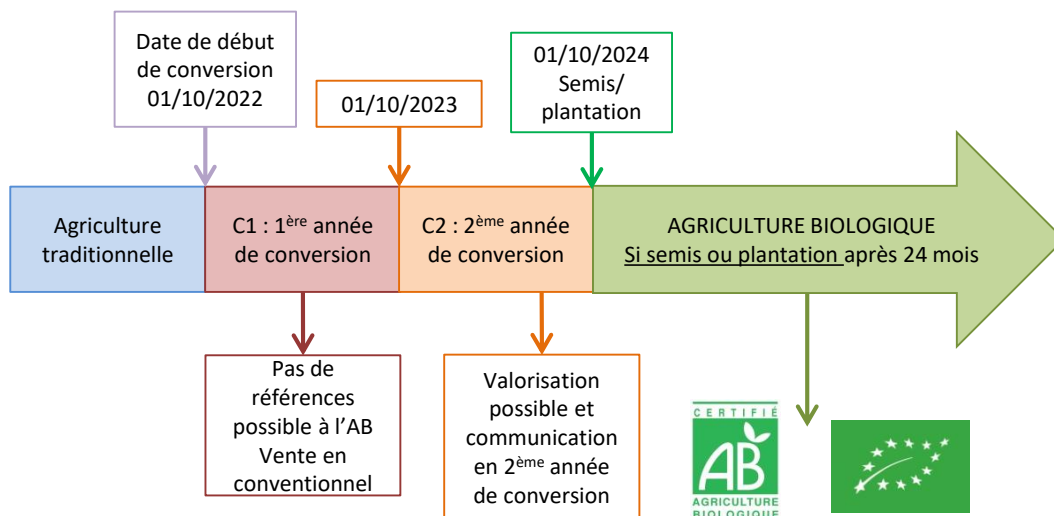 Date de début
de conversion
01/10/2022
01/10/2023
01/10/2024
Semis/
plantation
Agriculture
traditionnelle
C1 : 1ère année
de conversion
C2 : 2ème année
de conversion
AGRICULTURE BIOLOGIQUE
Si semis ou plantation après 24 mois
Pas de
références
possible à l’AB
Vente en
conventionnel
Valorisation
possible et
communication
en 2ème année
de conversion
CERTIFIÉ
AB
AGRICULTURE
BIOLOGIQUE